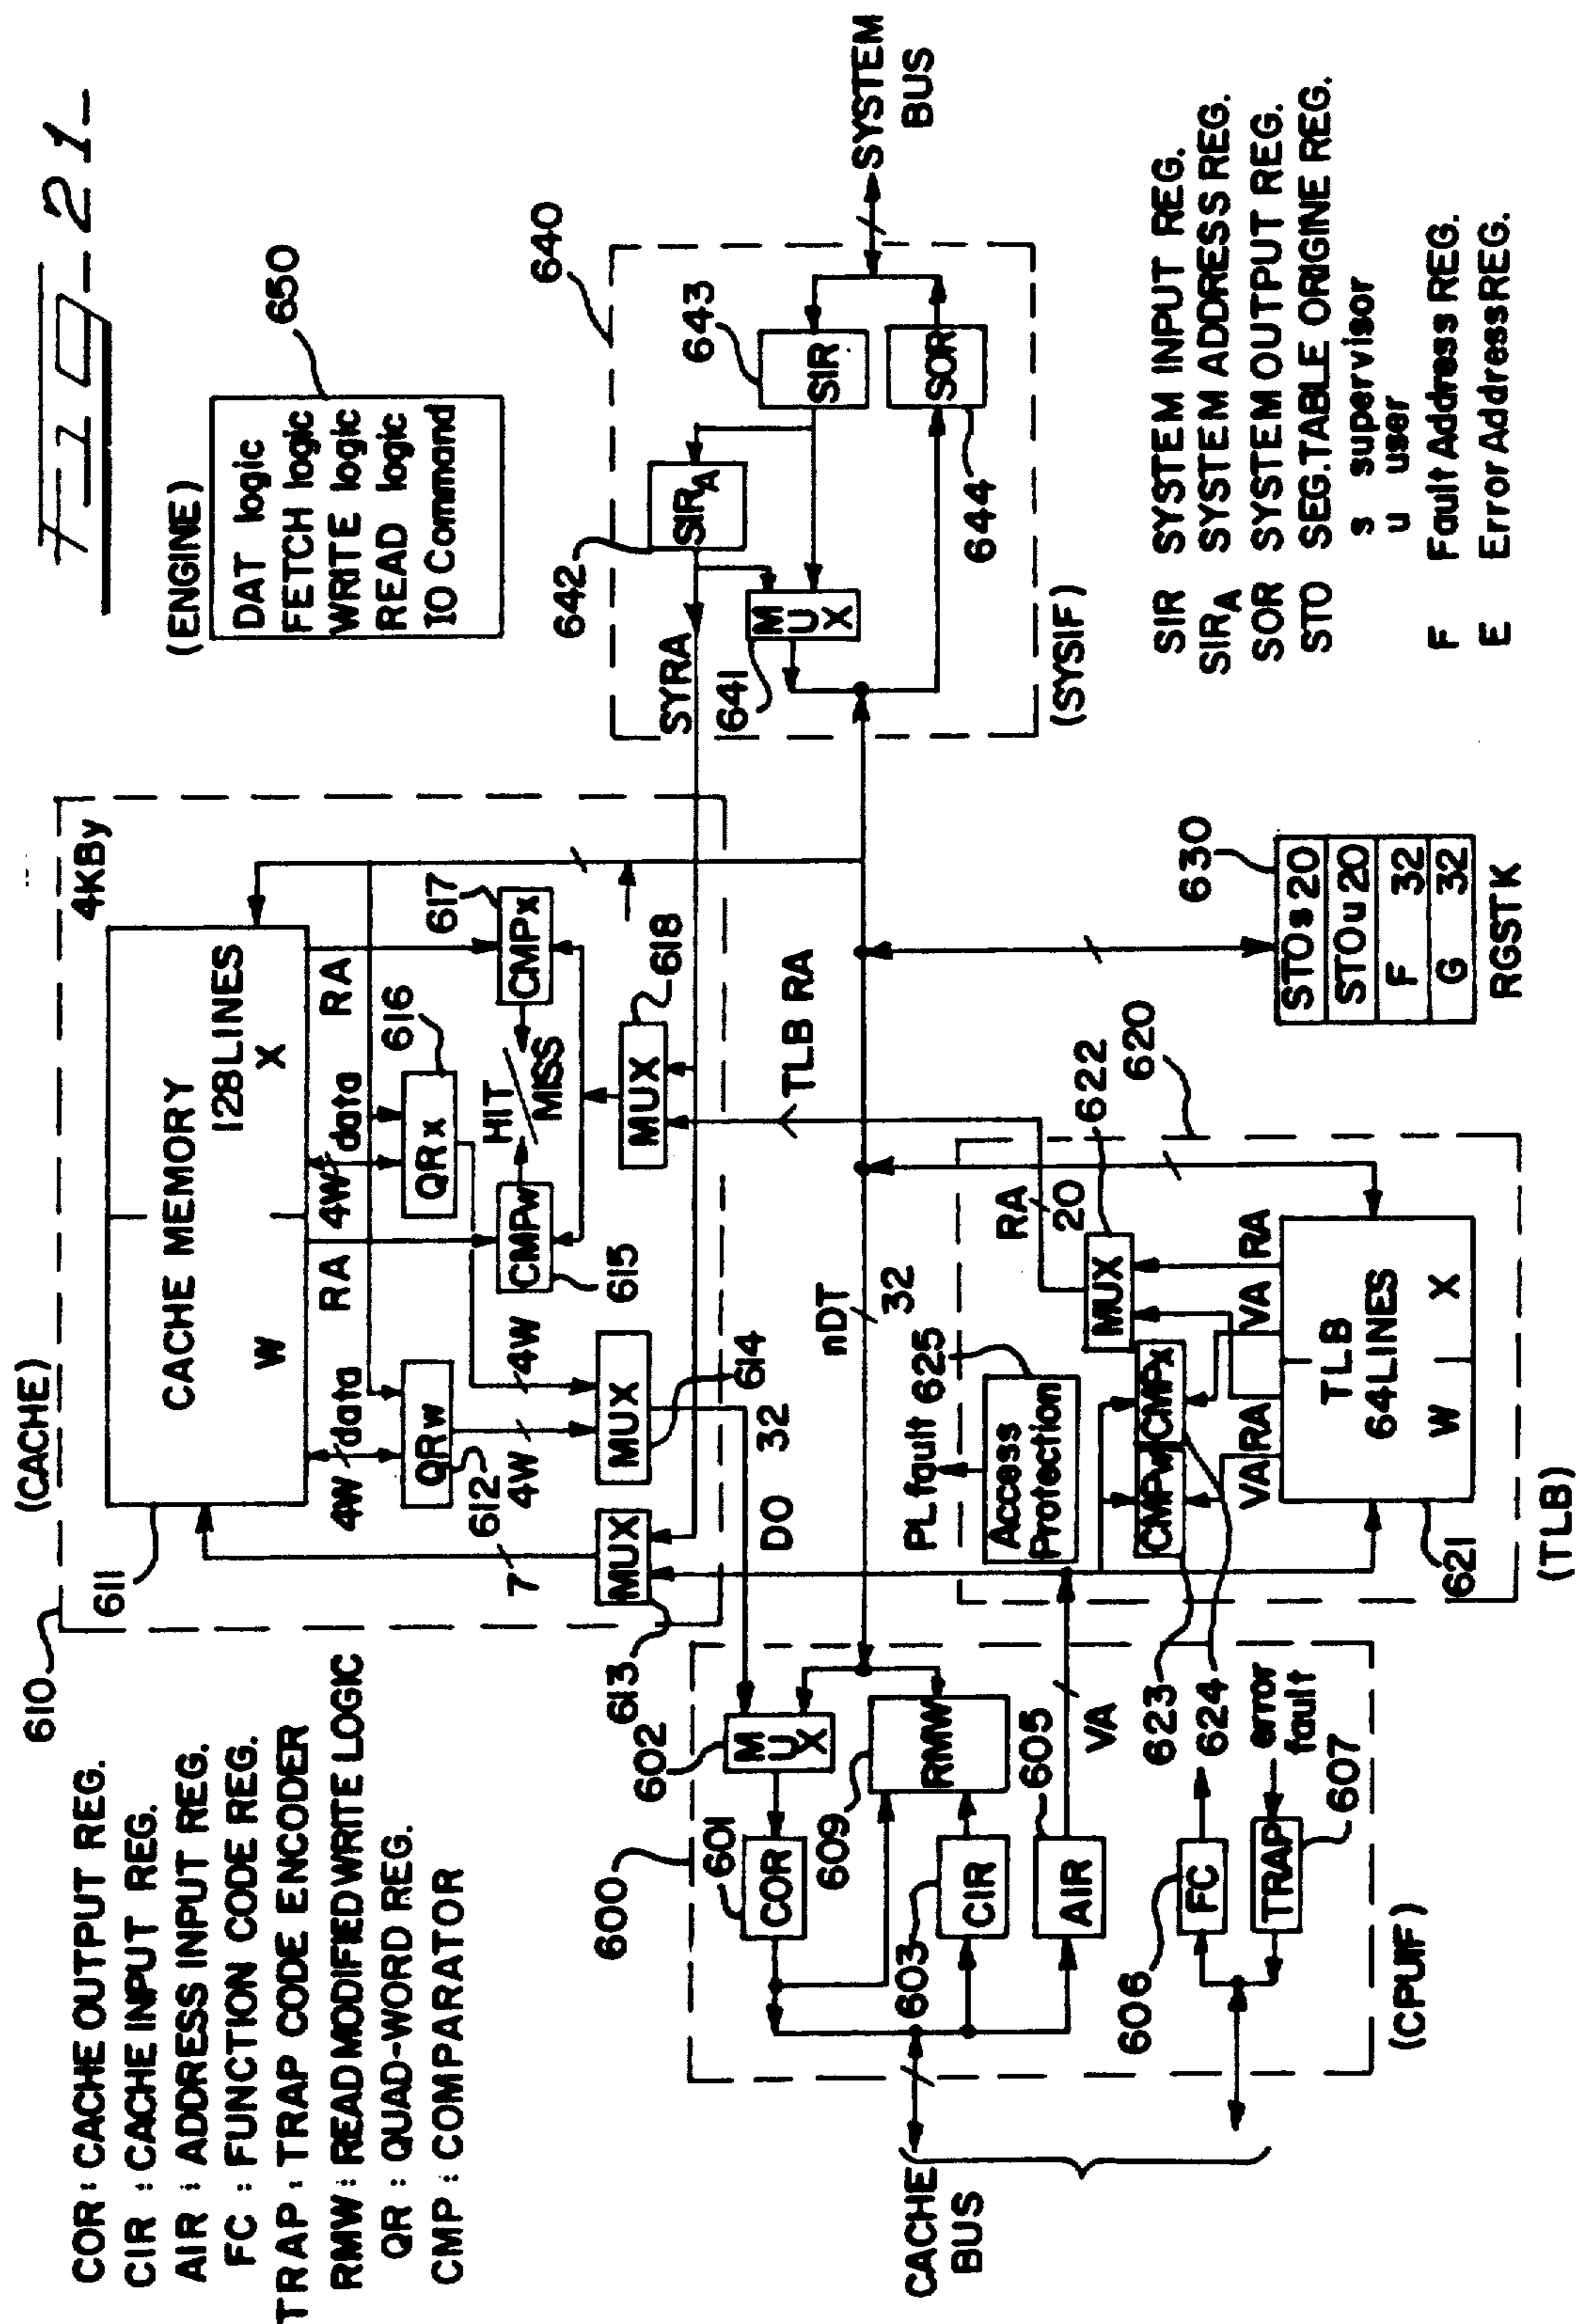 FIG. 21
COR : CACHE OUTPUT REG.
CIR : CACHE INPUT REG.
AIR : ADDRESS INPUT REG.
FC : FUNCTION CODE REG.
TRAP : TRAP CODE ENCODER
RMW : READ MODIFIED WRITE LOGIC
QR : QUAD-WORD REG.
CMP : COMPARATOR
610
(CACHE)
611
CACHE MEMORY
4KBy
128LINES
W
X
4W
data
RA
4W
data
RA
QRw
612
QRx
616
CMPw
615
CMPx
617
HIT
MISS
4W
4W
7
MUX
613
MUX
614
MUX
618
DO 32
TLB RA
(ENGINE)
DAT logic
FETCH logic
WRITE logic
READ logic
IO Command
650
640
SYRA
642
SIRA
643
SIR
641
MUX
SOR
644
(SYSIF)
SYSTEM
BUS
600
602
MUX
601
COR
609
RMW
603
CIR
605
AIR
VA
606
FC
623
624
error
fault
TRAP
607
(CPUIF)
CACHE
BUS
nDT
32
RA
20
PL fault
625
Access
Protection
CMPw
CMPx
MUX
622
620
VA
RA
VA
RA
TLB
64LINES
W
X
621
(TLB)
630
STOs 20
STOu 20
F 32
G 32
RGSTK
SIR SYSTEM INPUT REG.
SIRA SYSTEM ADDRESS REG.
SOR SYSTEM OUTPUT REG.
STO SEG.TABLE ORIGINE REG.
s supervisor
u user
F Fault Address REG.
E Error Address REG.